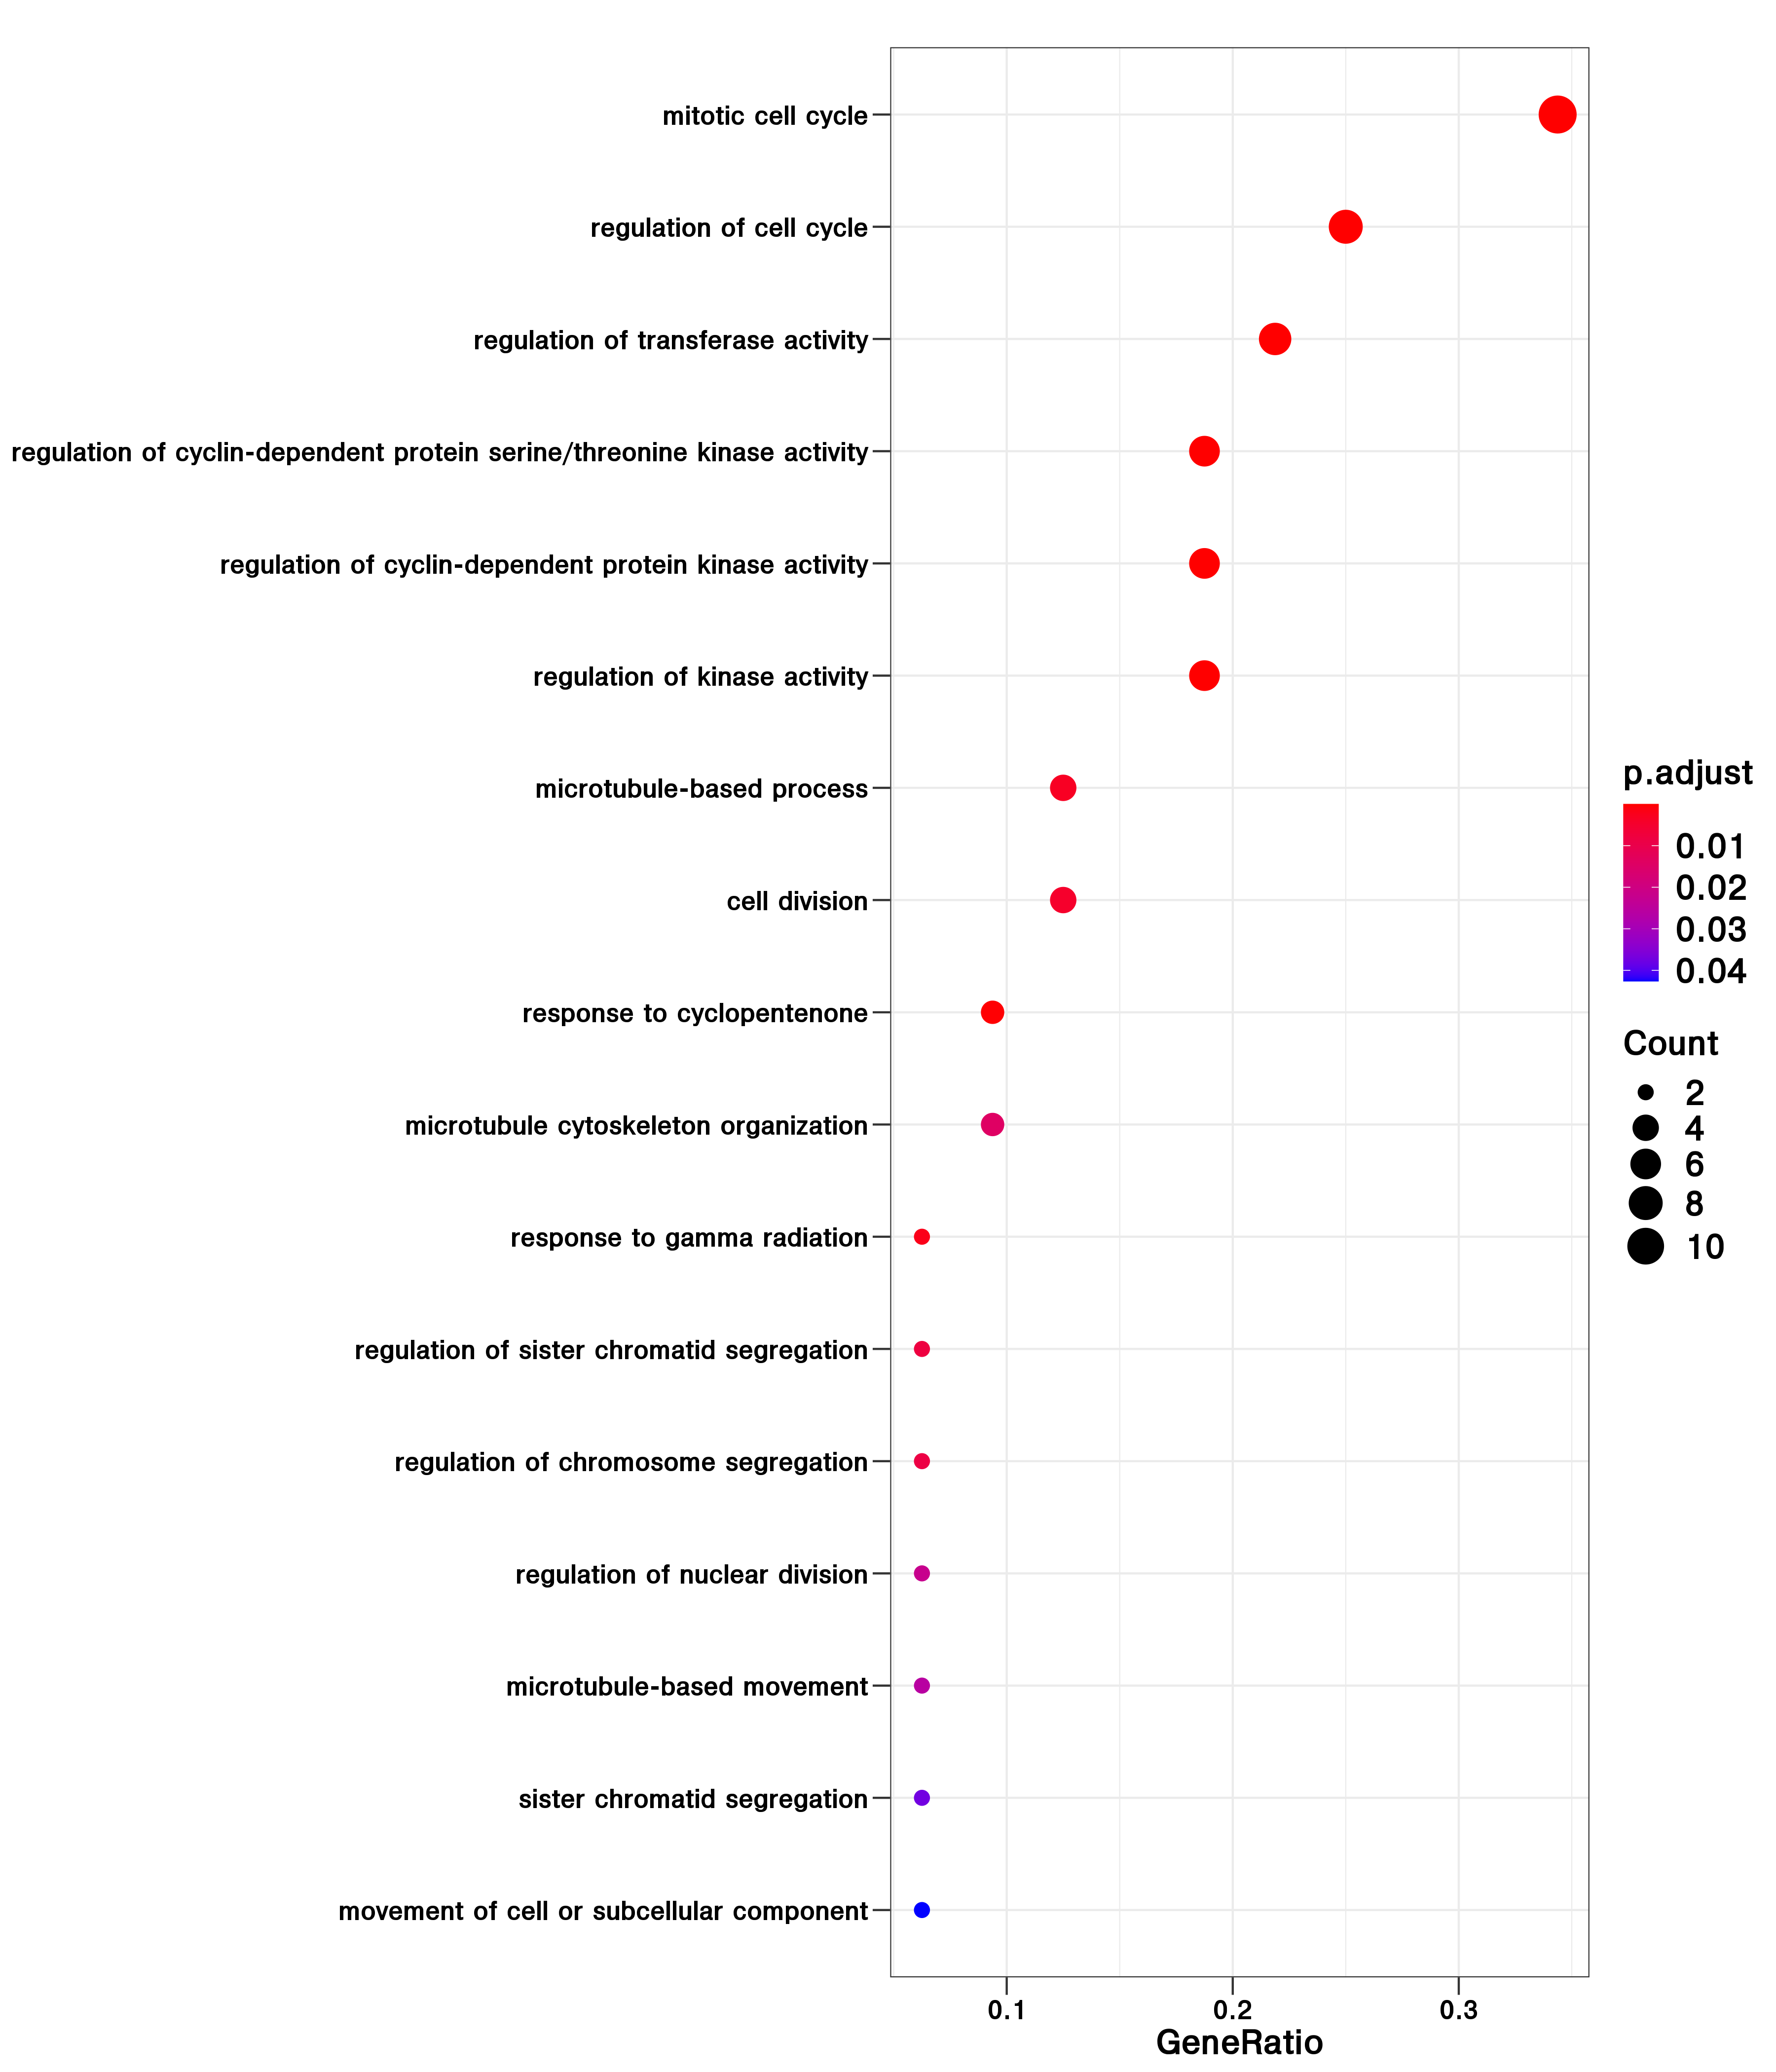 mitotic cell cycle
regulation of cell cycle
regulation of transferase activity
regulation of cyclin-dependent protein serine/threonine kinase activity
regulation of cyclin-dependent protein kinase activity
regulation of kinase activity
microtubule-based process
cell division
response to cyclopentenone
microtubule cytoskeleton organization
response to gamma radiation
regulation of sister chromatid segregation
regulation of chromosome segregation
regulation of nuclear division
microtubule-based movement
sister chromatid segregation
movement of cell or subcellular component
0.1 0.2 0.3
GeneRatio
p.adjust
0.01
0.02
0.03
0.04
Count
2
4
6
8
10